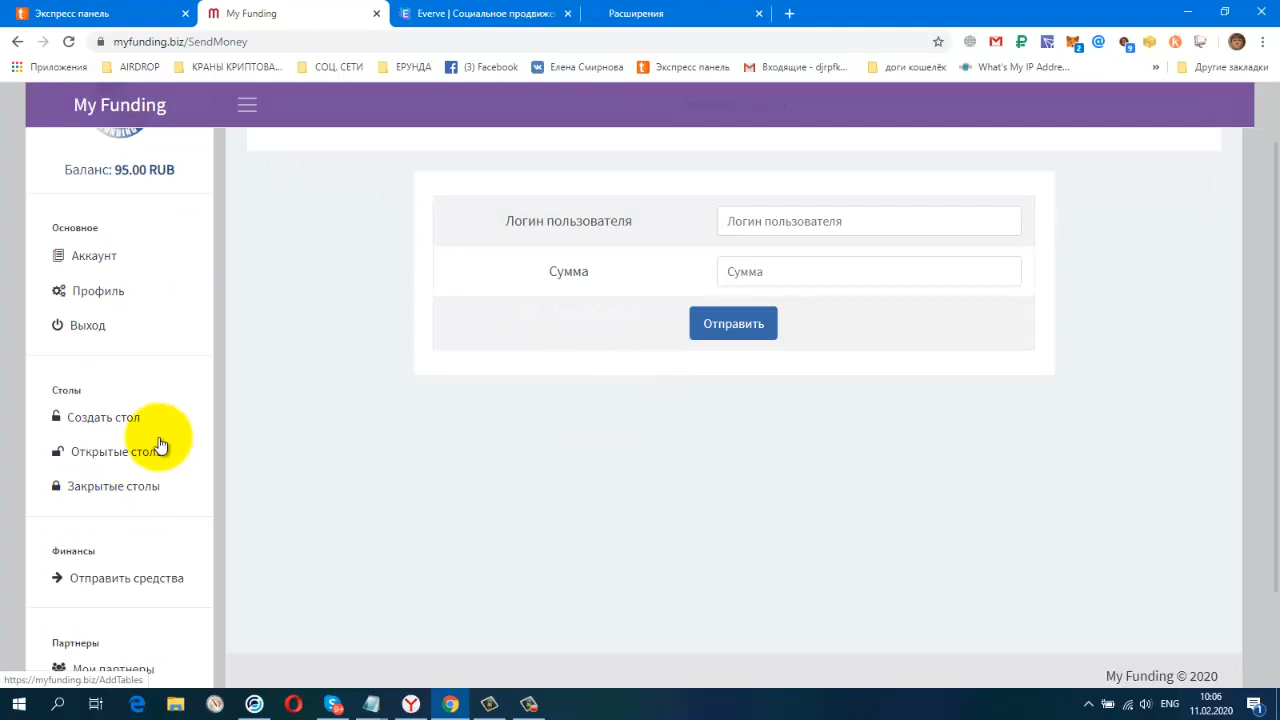 Экспресс панель
My Funding
Everve | Социальное продвиже
Расширения
myfunding.biz/SendMoney
2
9
Приложения
AIRDROP
КРАНЫ КРИПТОВА...
СОЦ. СЕТИ
ЕРУНДА
(3) Facebook
Елена Смирнова
Экспресс панель
Входящие - djrpfk...
доги кошелёк
What's My IP Addre...
»
Другие закладки
My Funding
Баланс: 95.00 RUB
Основное
Аккаунт
Профиль
Выход
Столы
Создать стол
Открытые столы
Закрытые столы
Финансы
Отправить средства
Партнеры
Мои партнеры
Логин пользователя
Логин пользователя
Сумма
Сумма
Отправить
My Funding © 2020
https://myfunding.biz/AddTables
ENG
10:06
11.02.2020
1